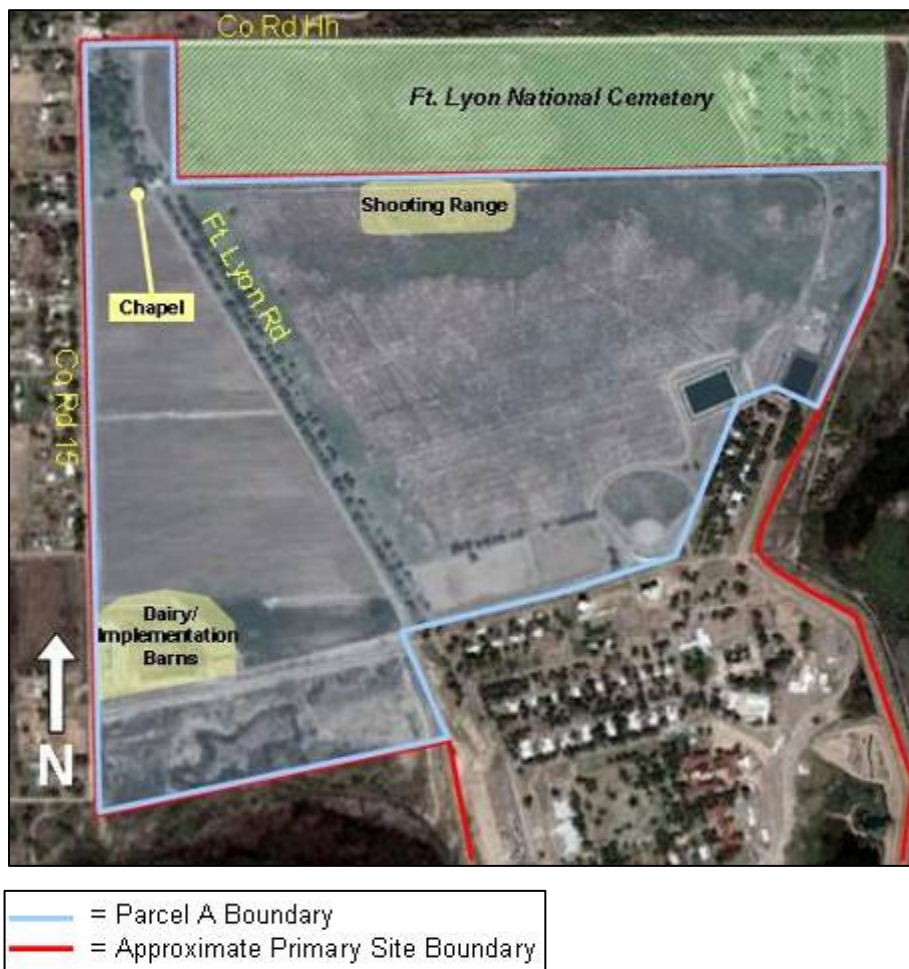 Co Rd Hh
Ft. Lyon National Cemetery
Shooting Range
Ft. Lyon Rd
Chapel
Co Rd 15
Dairy/
Implementation
Barns
N
= Parcel A Boundary
= Approximate Primary Site Boundary